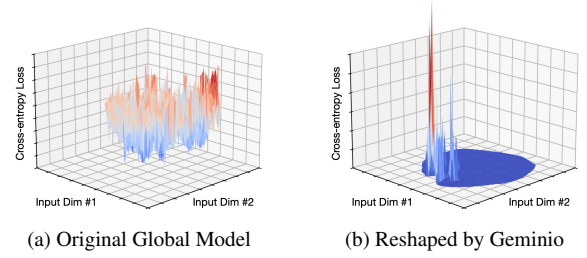 Cross-entropy Loss
Input Dim #1
Input Dim #2
(a) Original Global Model
Cross-entropy Loss
Input Dim #1
Input Dim #2
(b) Reshaped by Geminio